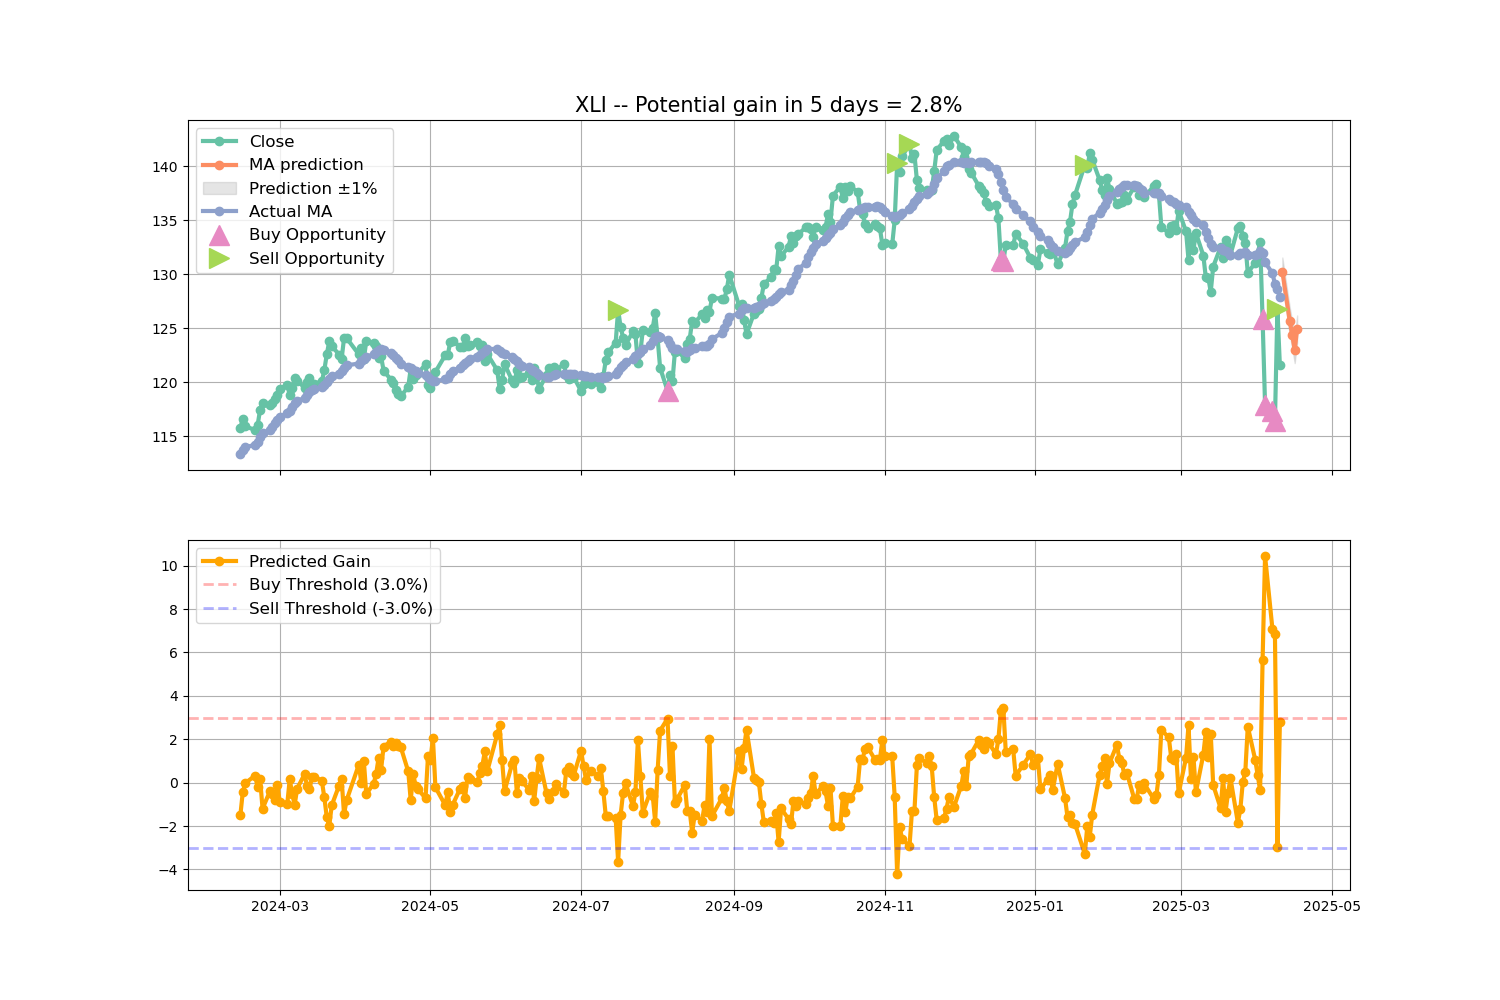 XLI -- Potential gain in 5 days = 2.8%
Close
MA prediction
Prediction ±1%
Actual MA
Buy Opportunity
Sell Opportunity
140
135
130
125
120
115
Predicted Gain
Buy Threshold (3.0%)
Sell Threshold (-3.0%)
10
8
6
4
2
0
−2
−4
2024-03
2024-05
2024-07
2024-09
2024-11
2025-01
2025-03
2025-05